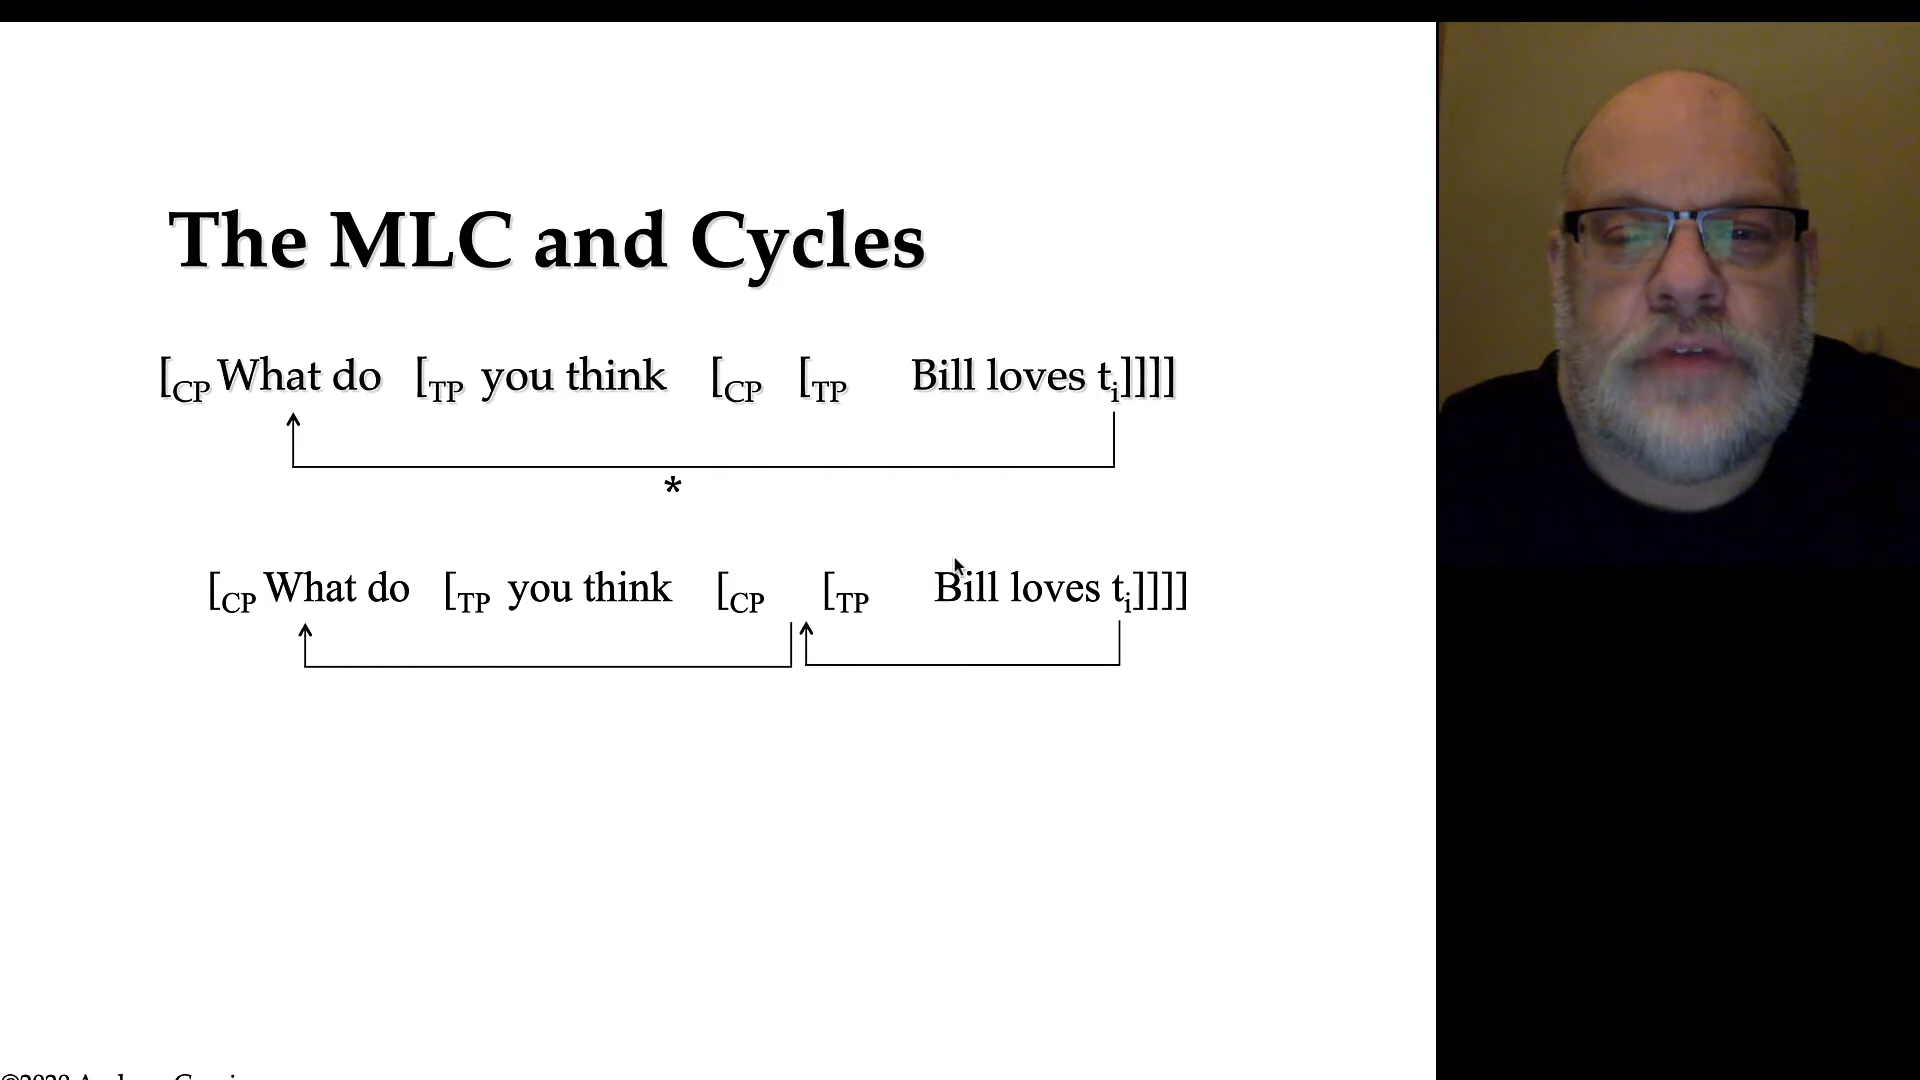 The MLC and Cycles
[CP What do [TP you think [CP [TP Bill loves ti]]]]
*
[CP What do [TP you think [CP [TP Bill loves ti]]]]
©2020